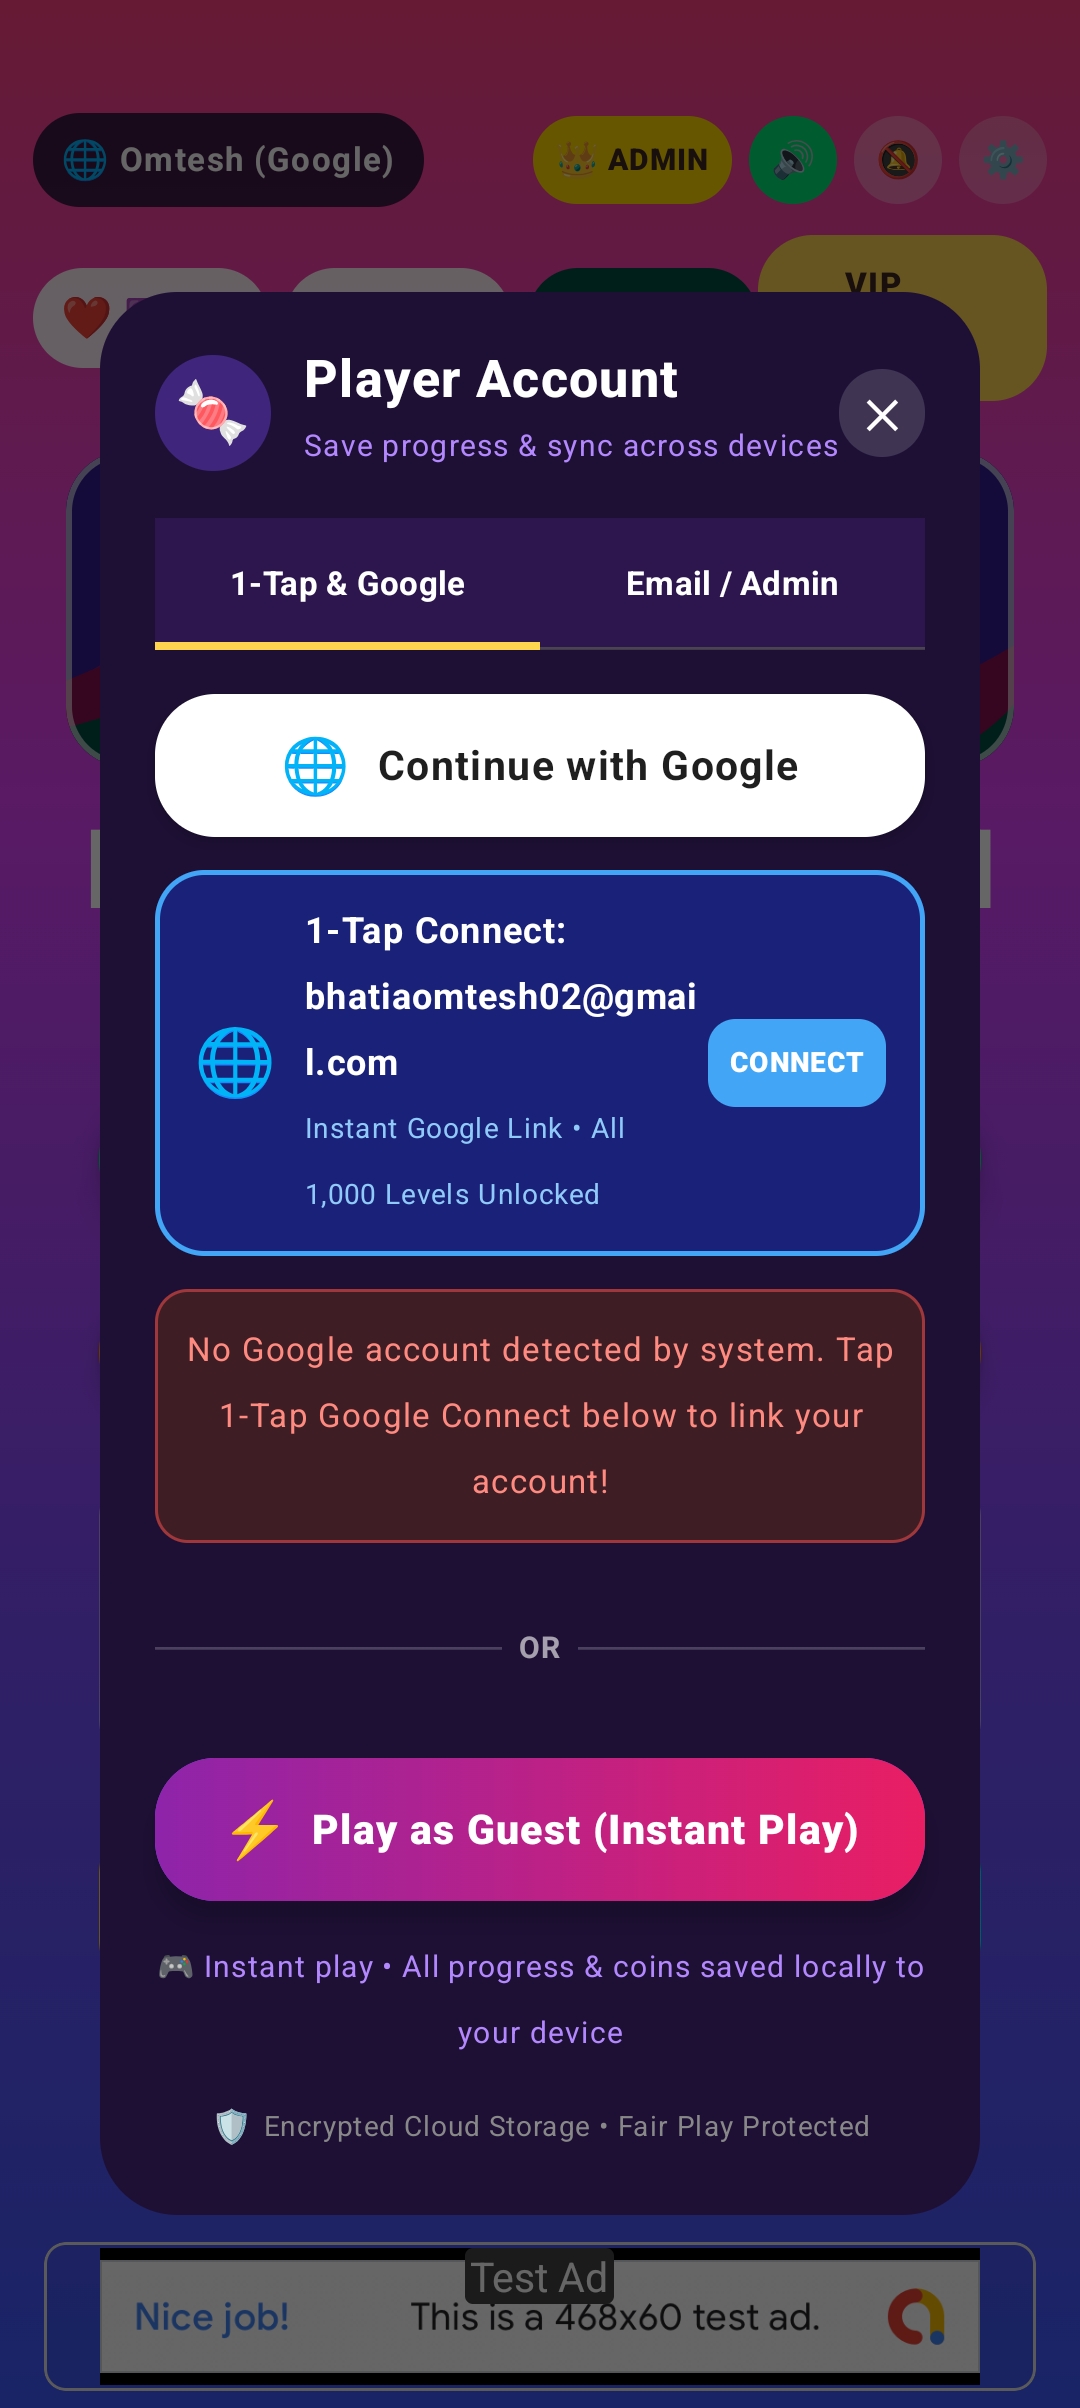 Omtesh (Google)
ADMIN
VIP
Player Account
Save progress & sync across devices
1-Tap & Google
Email / Admin
Continue with Google
1-Tap Connect:
bhatiaomtesh02@gmai
l.com
CONNECT
Instant Google Link • All
1,000 Levels Unlocked
No Google account detected by system. Tap
1-Tap Google Connect below to link your
account!
OR
Play as Guest (Instant Play)
Instant play • All progress & coins saved locally to
your device
Encrypted Cloud Storage • Fair Play Protected
Test Ad
Nice job!
This is a 468x60 test ad.